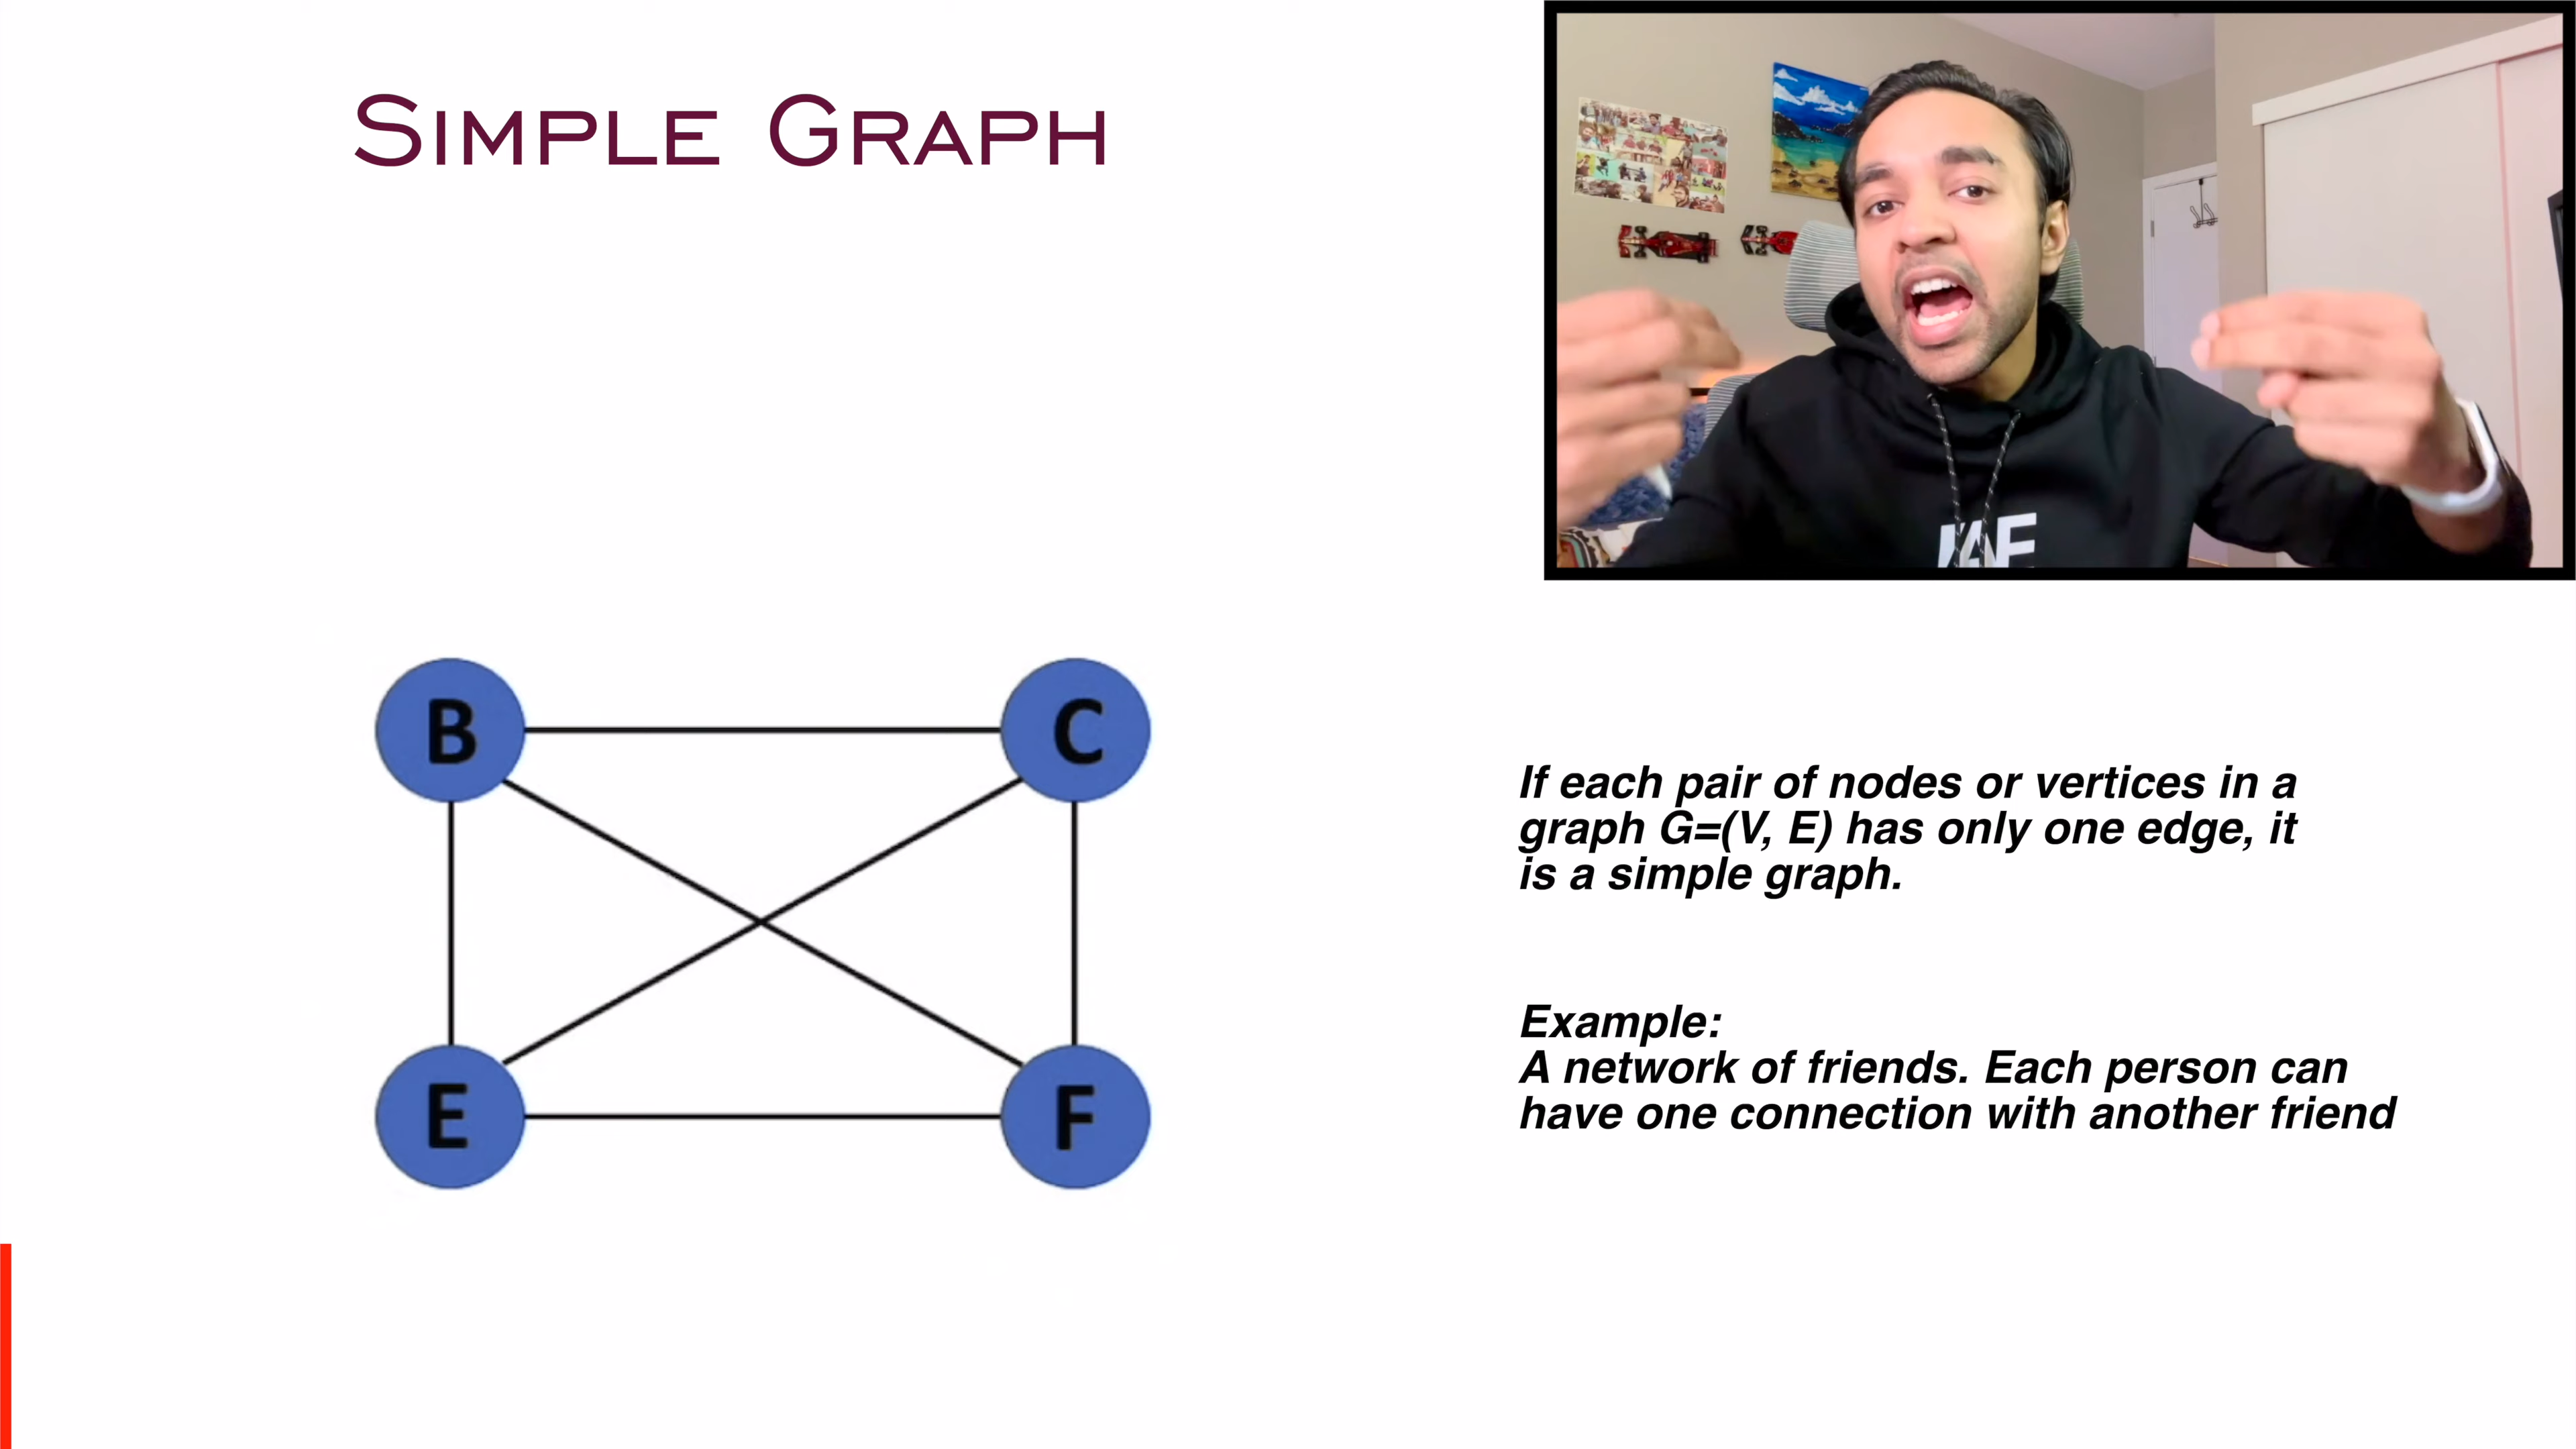 Simple Graph
B
C
E
F
If each pair of nodes or vertices in a
graph G=(V, E) has only one edge, it
is a simple graph.
Example:
A network of friends. Each person can
have one connection with another friend